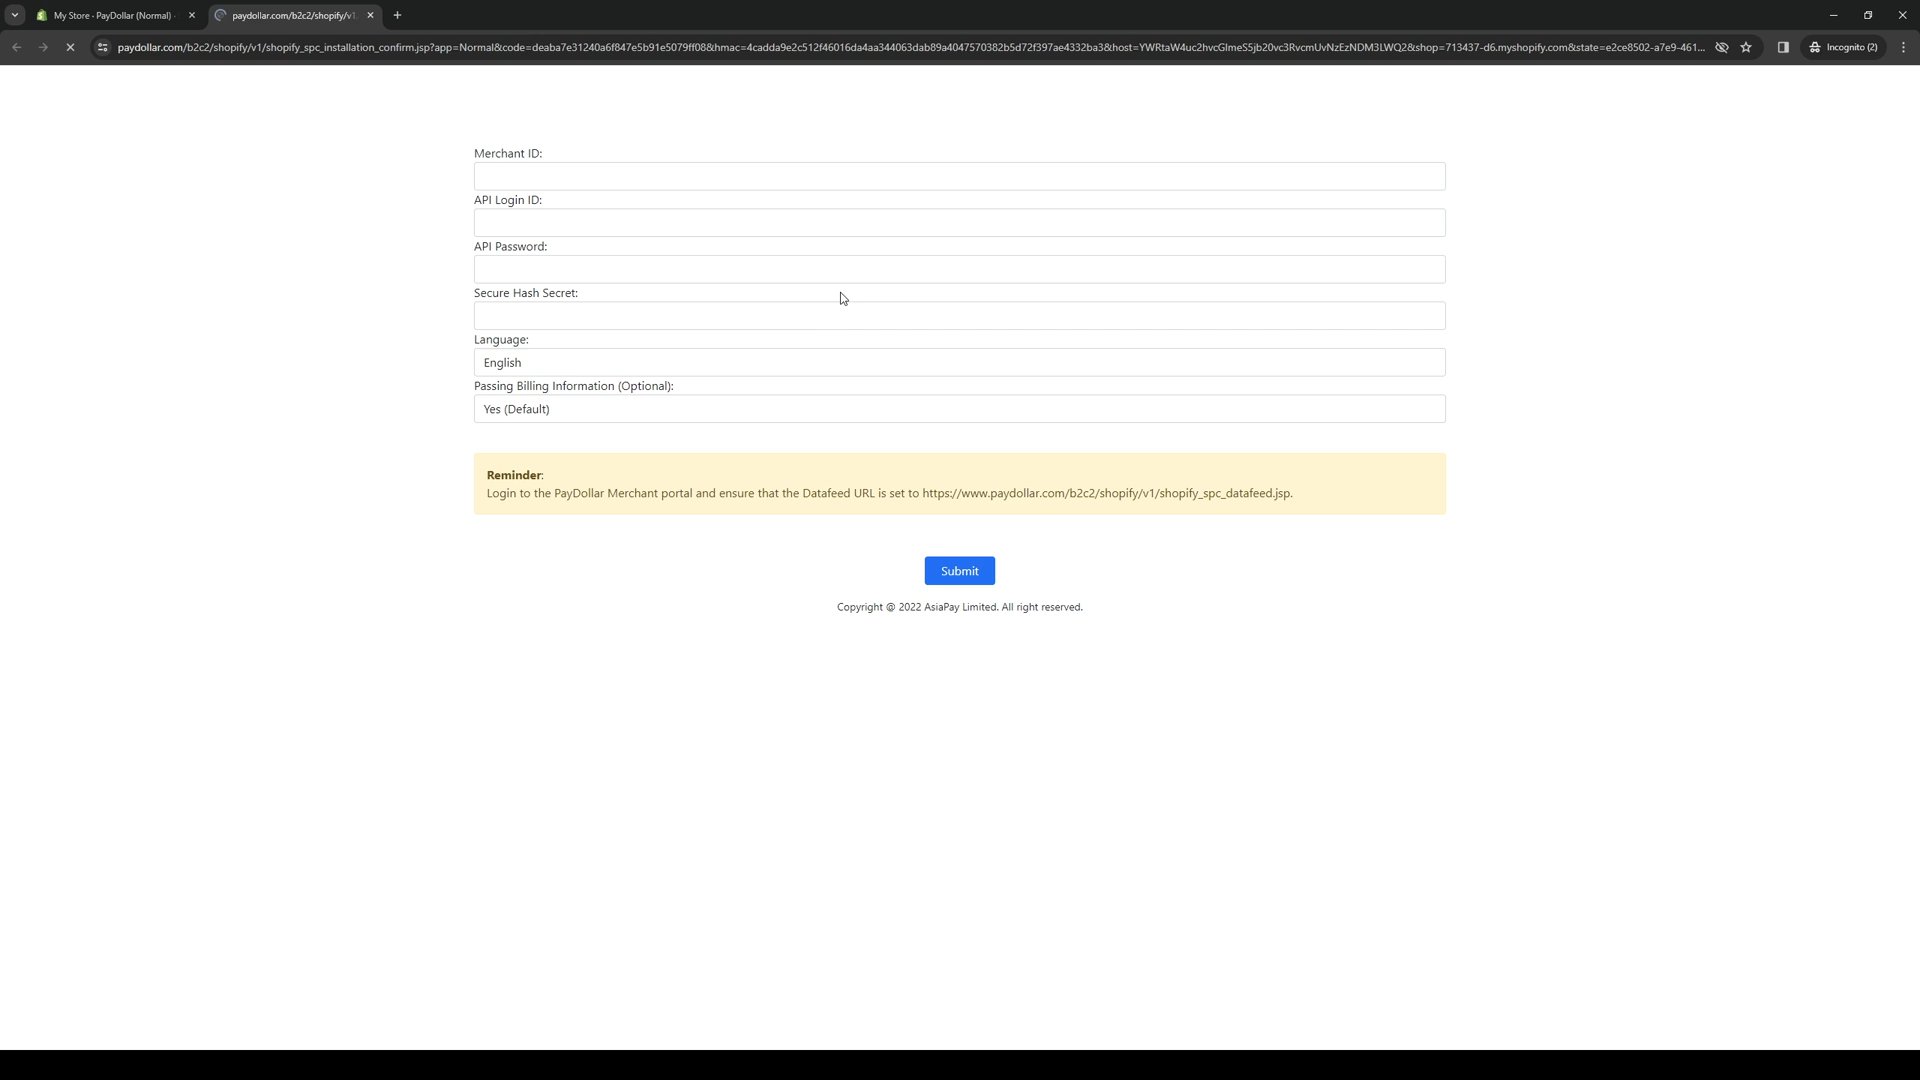 My Store · PayDollar (Normal) ·
paydollar.com/b2c2/shopify/v1
Incognito (2)
paydollar.com/b2c2/shopify/v1/shopify_spc_installation_confirm.jsp?app=Normal&code=deaba7e31240a6f847e5b91e5079ff08&hmac=4cadda9e2c512f46016da4aa344063dab89a4047570382b5d72f397ae4332ba3&host=YWRtaW4uc2hvcGlmeS5jb20vc3RvcmUvNzEzNDM3LWQ2&shop=713437-d6.myshopify.com&state=e2ce8502-a7e9-461...
Merchant ID:
API Login ID:
API Password:
Secure Hash Secret:
Language:
English
Passing Billing Information (Optional):
Yes (Default)
Reminder:
Login to the PayDollar Merchant portal and ensure that the Datafeed URL is set to https://www.paydollar.com/b2c2/shopify/v1/shopify_spc_datafeed.jsp.
Submit
Copyright @ 2022 AsiaPay Limited. All right reserved.